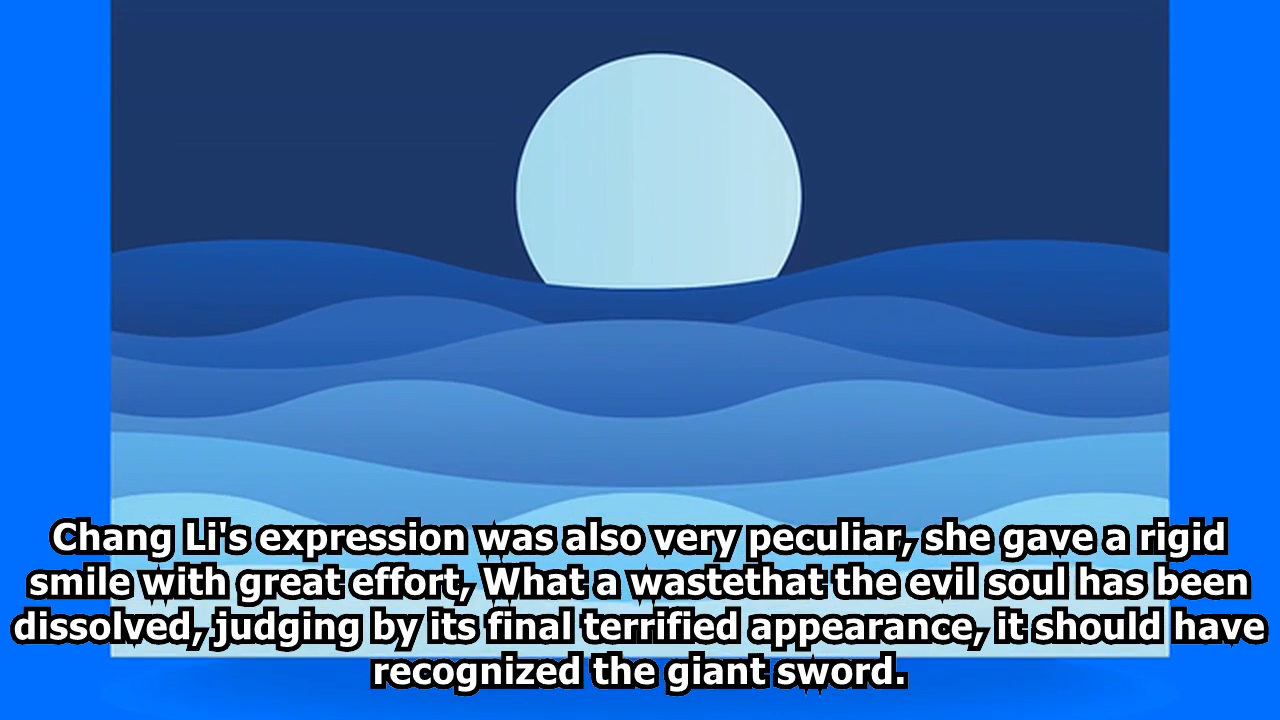 Chang Li's expression was also very peculiar, she gave a rigid
smile with great effort, What a wastethat the evil soul has been
dissolved, judging by its final terrified appearance, it should have
recognized the giant sword.